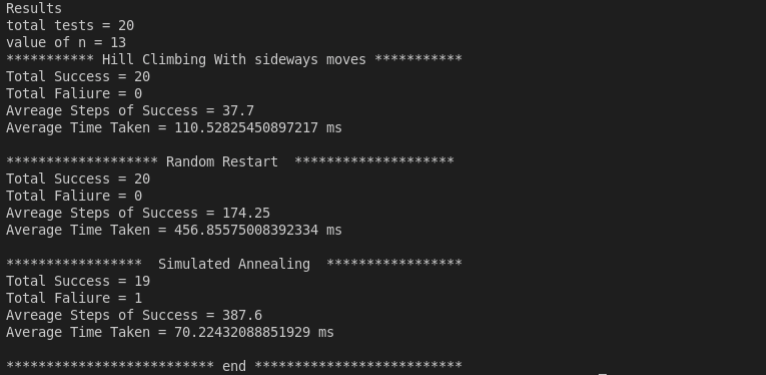 Results
total tests = 20
value of n = 13
*********** Hill Climbing With sideways moves ***********
Total Success = 20
Total Faliure = 0
Avreage Steps of Success = 37.7
Average Time Taken = 110.52825450897217 ms
******************* Random Restart  ********************
Total Success = 20
Total Faliure = 0
Avreage Steps of Success = 174.25
Average Time Taken = 456.85575008392334 ms
*****************  Simulated Annealing  *****************
Total Success = 19
Total Faliure = 1
Avreage Steps of Success = 387.6
Average Time Taken = 70.22432088851929 ms
************************** end **************************